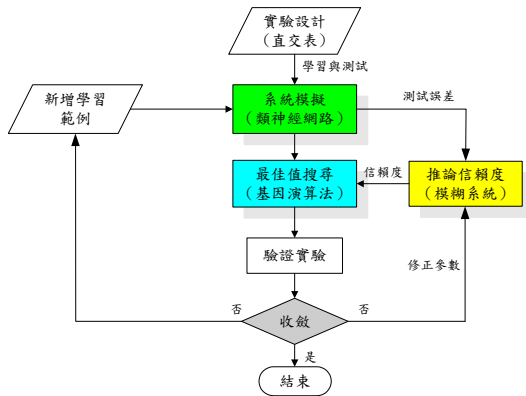 實驗設計
(直交表)
學習與測試
新增學習
範例
系統模擬
(類神經網路)
測試誤差
最佳值搜尋
(基因演算法)
信賴度
推論信賴度
(模糊系統)
驗證實驗
修正參數
否
收斂
否
是
結束